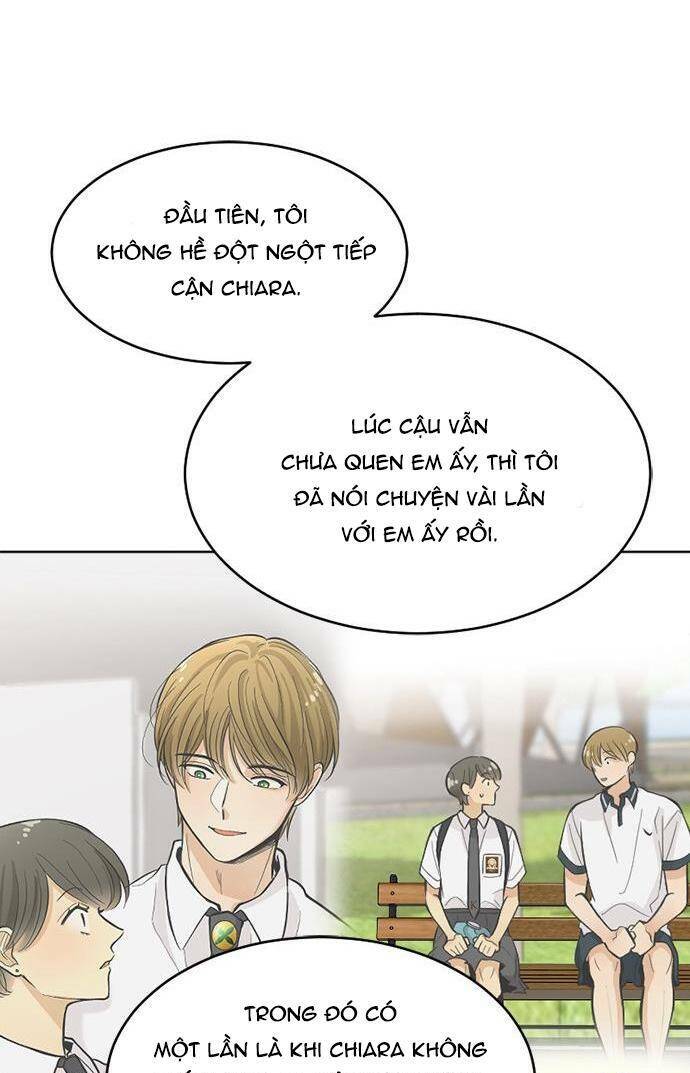 ĐẦU TIÊN, TÔI
KHÔNG HỀ ĐỘT NGỘT TIẾP
CẬN CHIARA.
LÚC CẬU VẪN
CHƯA QUEN EM ẤY, THÌ TÔI
ĐÃ NÓI CHUYỆN VÀI LẦN
VỚI EM ẤY RỒI.
TRONG ĐÓ CÓ
MỘT LẦN LÀ KHI CHIARA KHÔNG